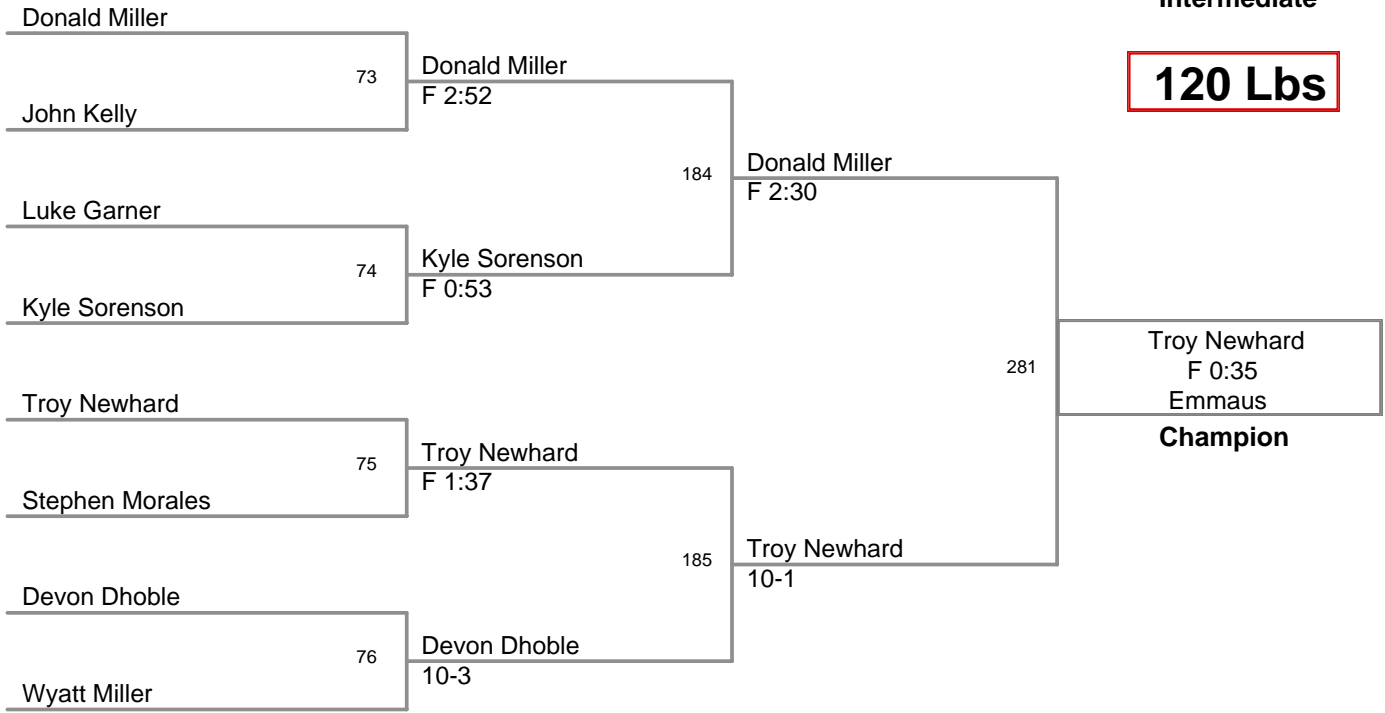 Intermediate
120 Lbs
Donald Miller
73
John Kelly
Donald Miller
F 2:52
Luke Garner
74
Kyle Sorenson
Kyle Sorenson
F 0:53
184
Donald Miller
F 2:30
Troy Newhard
75
Stephen Morales
Troy Newhard
F 1:37
Devon Dhoble
76
Wyatt Miller
Devon Dhoble
10-3
185
Troy Newhard
10-1
281
Troy Newhard
F 0:35
Emmaus
Champion